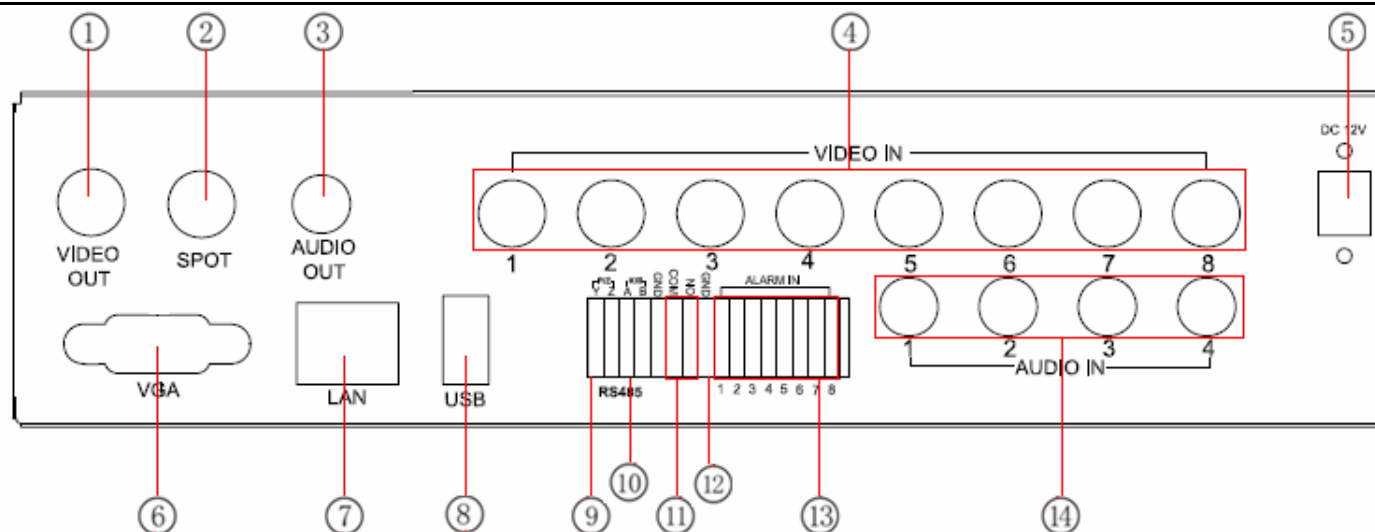 ① ② ③ ④ ⑤
DC 12V
VIDEO IN
VIDEO
OUT
SPOT
AUDIO
OUT
1 2 3 4 5 6 7 8
Y Z A B GND COM NO GND
ALARM IN
1 2 3 4
AUDIO IN
VGA
LAN
USB
RS485
1 2 3 4 5 6 7 8
⑥ ⑦ ⑧ ⑨ ⑩ ⑪ ⑫ ⑬ ⑭